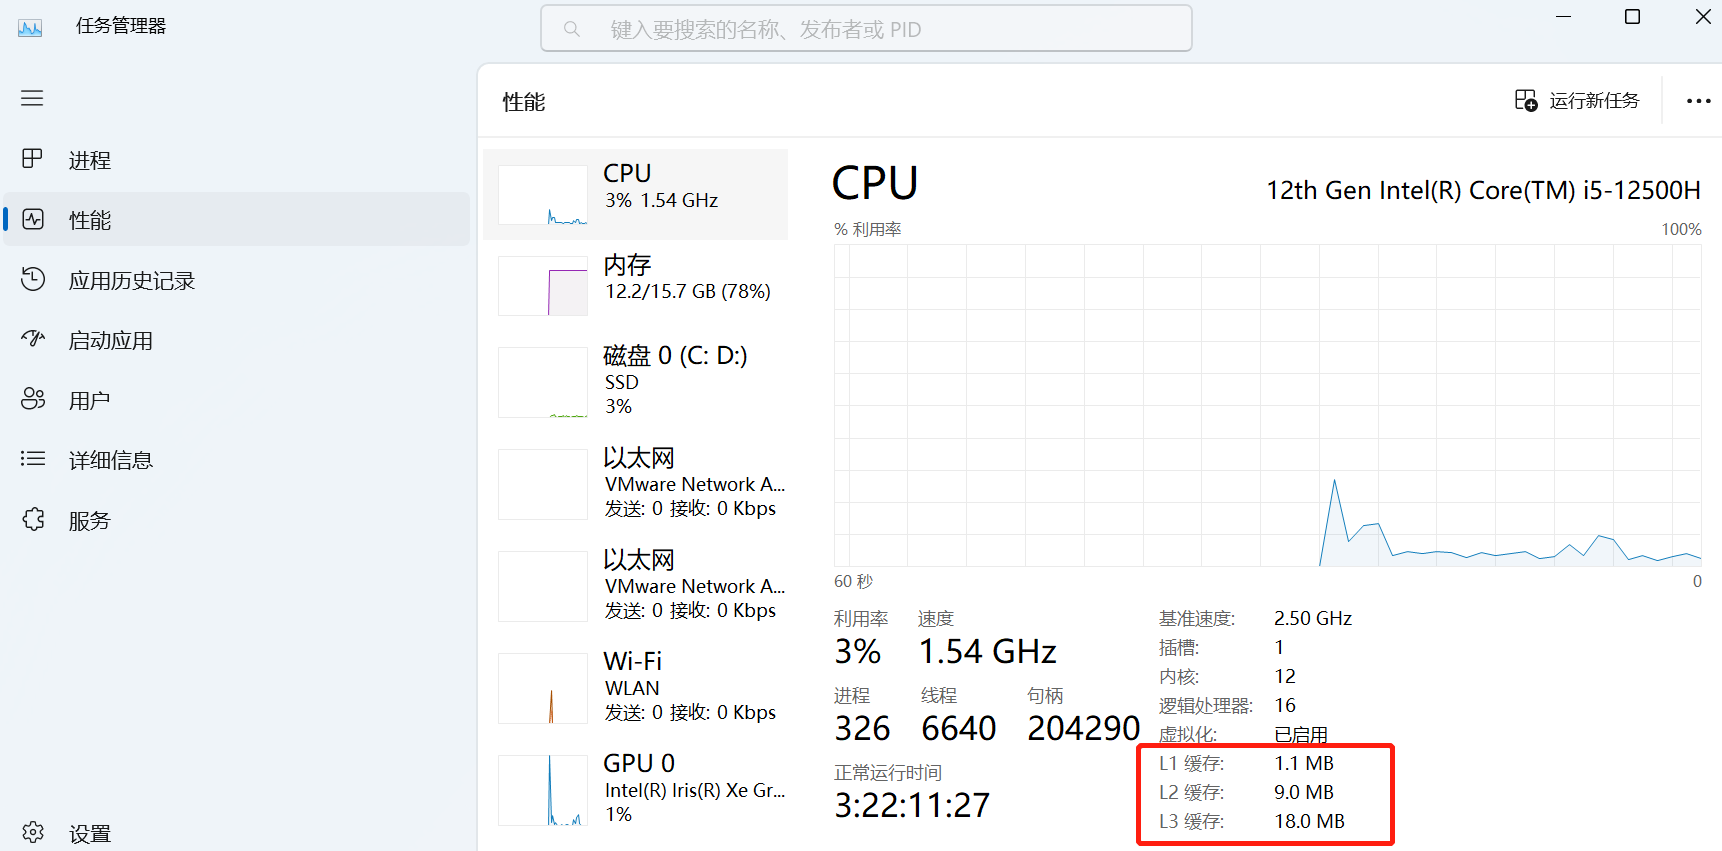 任务管理器
键入要搜索的名称、发布者或 PID
进程
性能
应用历史记录
启动应用
用户
详细信息
服务
设置
性能
运行新任务
CPU
3% 1.54 GHz
内存
12.2/15.7 GB (78%)
磁盘 0 (C: D:)
SSD
3%
以太网
VMware Network A...
发送: 0 接收: 0 Kbps
以太网
VMware Network A...
发送: 0 接收: 0 Kbps
Wi-Fi
WLAN
发送: 0 接收: 0 Kbps
GPU 0
Intel(R) Iris(R) Xe Gr...
1%
CPU
12th Gen Intel(R) Core(TM) i5-12500H
% 利用率
100%
60 秒
0
利用率 速度
3% 1.54 GHz
进程 线程 句柄
326 6640 204290
正常运行时间
3:22:11:27
基准速度: 2.50 GHz
插槽: 1
内核: 12
逻辑处理器: 16
虚拟化: 已启用
L1 缓存: 1.1 MB
L2 缓存: 9.0 MB
L3 缓存: 18.0 MB